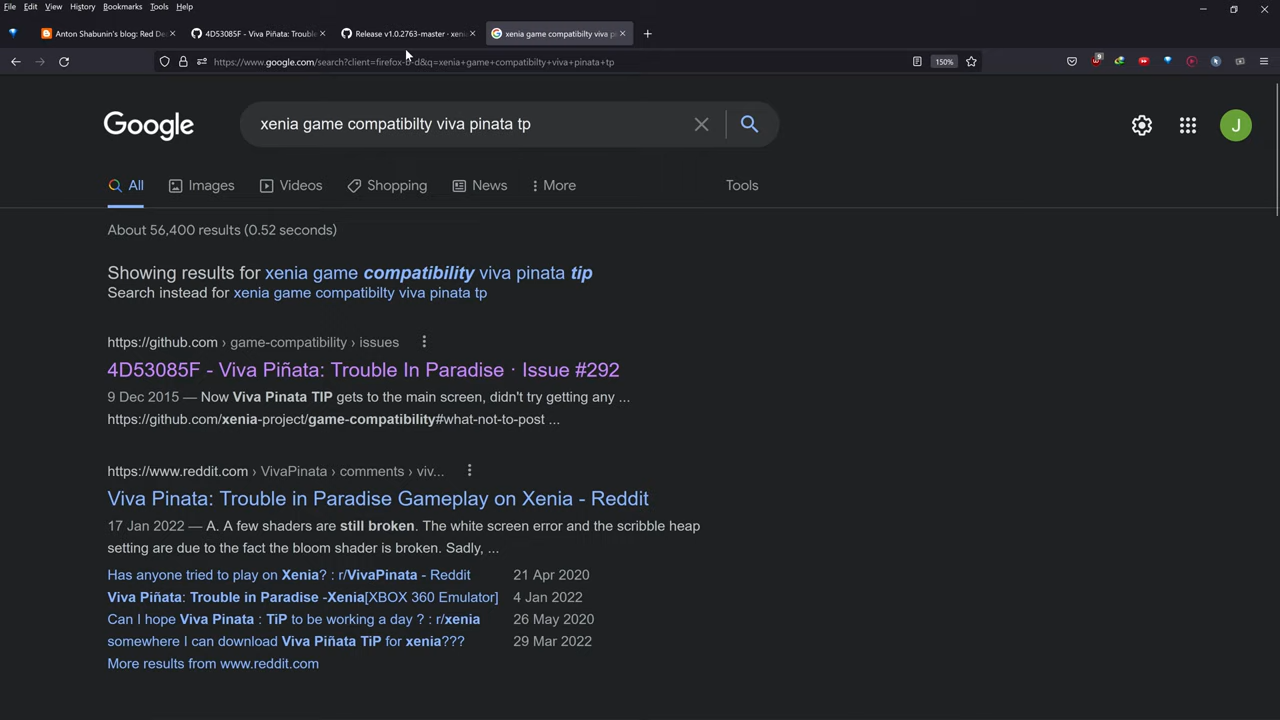 File Edit View History Bookmarks Tools Help
Anton Shabunin's blog: Red De
4D53085F - Viva Piñata: Trouble
Release v1.0.2763-master · xeni
xenia game compatibilty viva p
https://www.google.com/search?client=firefox-b-d&q=xenia+game+compatibilty+viva+pinata+tp
150%
9
Google
xenia game compatibilty viva pinata tp
J
All Images Videos Shopping News More Tools
About 56,400 results (0.52 seconds)
Showing results for xenia game compatibility viva pinata tip
Search instead for xenia game compatibilty viva pinata tp
https://github.com › game-compatibility › issues
4D53085F - Viva Piñata: Trouble In Paradise · Issue #292
9 Dec 2015 — Now Viva Pinata TIP gets to the main screen, didn't try getting any ...
https://github.com/xenia-project/game-compatibility#what-not-to-post ...
https://www.reddit.com › VivaPinata › comments › viv...
Viva Pinata: Trouble in Paradise Gameplay on Xenia - Reddit
17 Jan 2022 — A. A few shaders are still broken. The white screen error and the scribble heap
setting are due to the fact the bloom shader is broken. Sadly, ...
Has anyone tried to play on Xenia? : r/VivaPinata - Reddit 21 Apr 2020
Viva Piñata: Trouble in Paradise -Xenia[XBOX 360 Emulator] 4 Jan 2022
Can I hope Viva Pinata : TiP to be working a day ? : r/xenia 26 May 2020
somewhere I can download Viva Piñata TiP for xenia??? 29 Mar 2022
More results from www.reddit.com